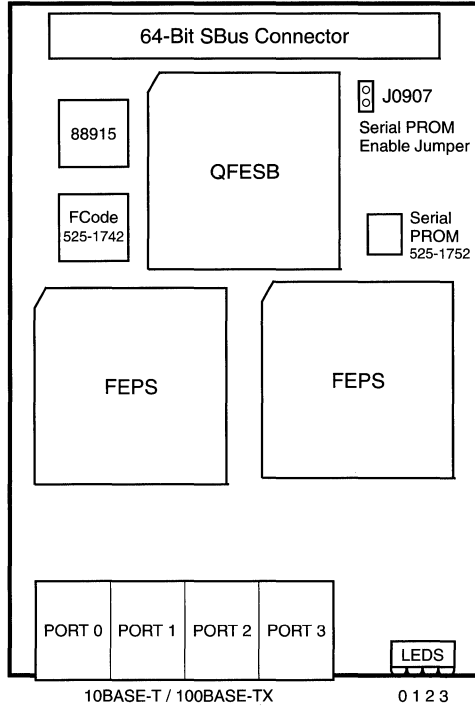 64-Bit SBus Connector
88915
QFESB
J0907
Serial PROM
Enable Jumper
FCode
525-1742
Serial
PROM
525-1752
FEPS
FEPS
PORT 0
PORT 1
PORT 2
PORT 3
LEDS
10BASE-T / 100BASE-TX
0 1 2 3